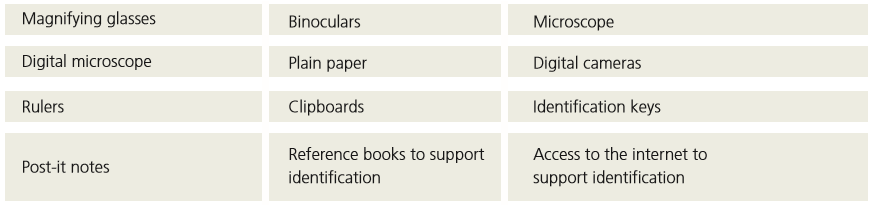 Magnifying glasses
Binoculars
Microscope
Digital microscope
Plain paper
Digital cameras
Rulers
Clipboards
Identification keys
Post-it notes
Reference books to support
identification
Access to the internet to
support identification